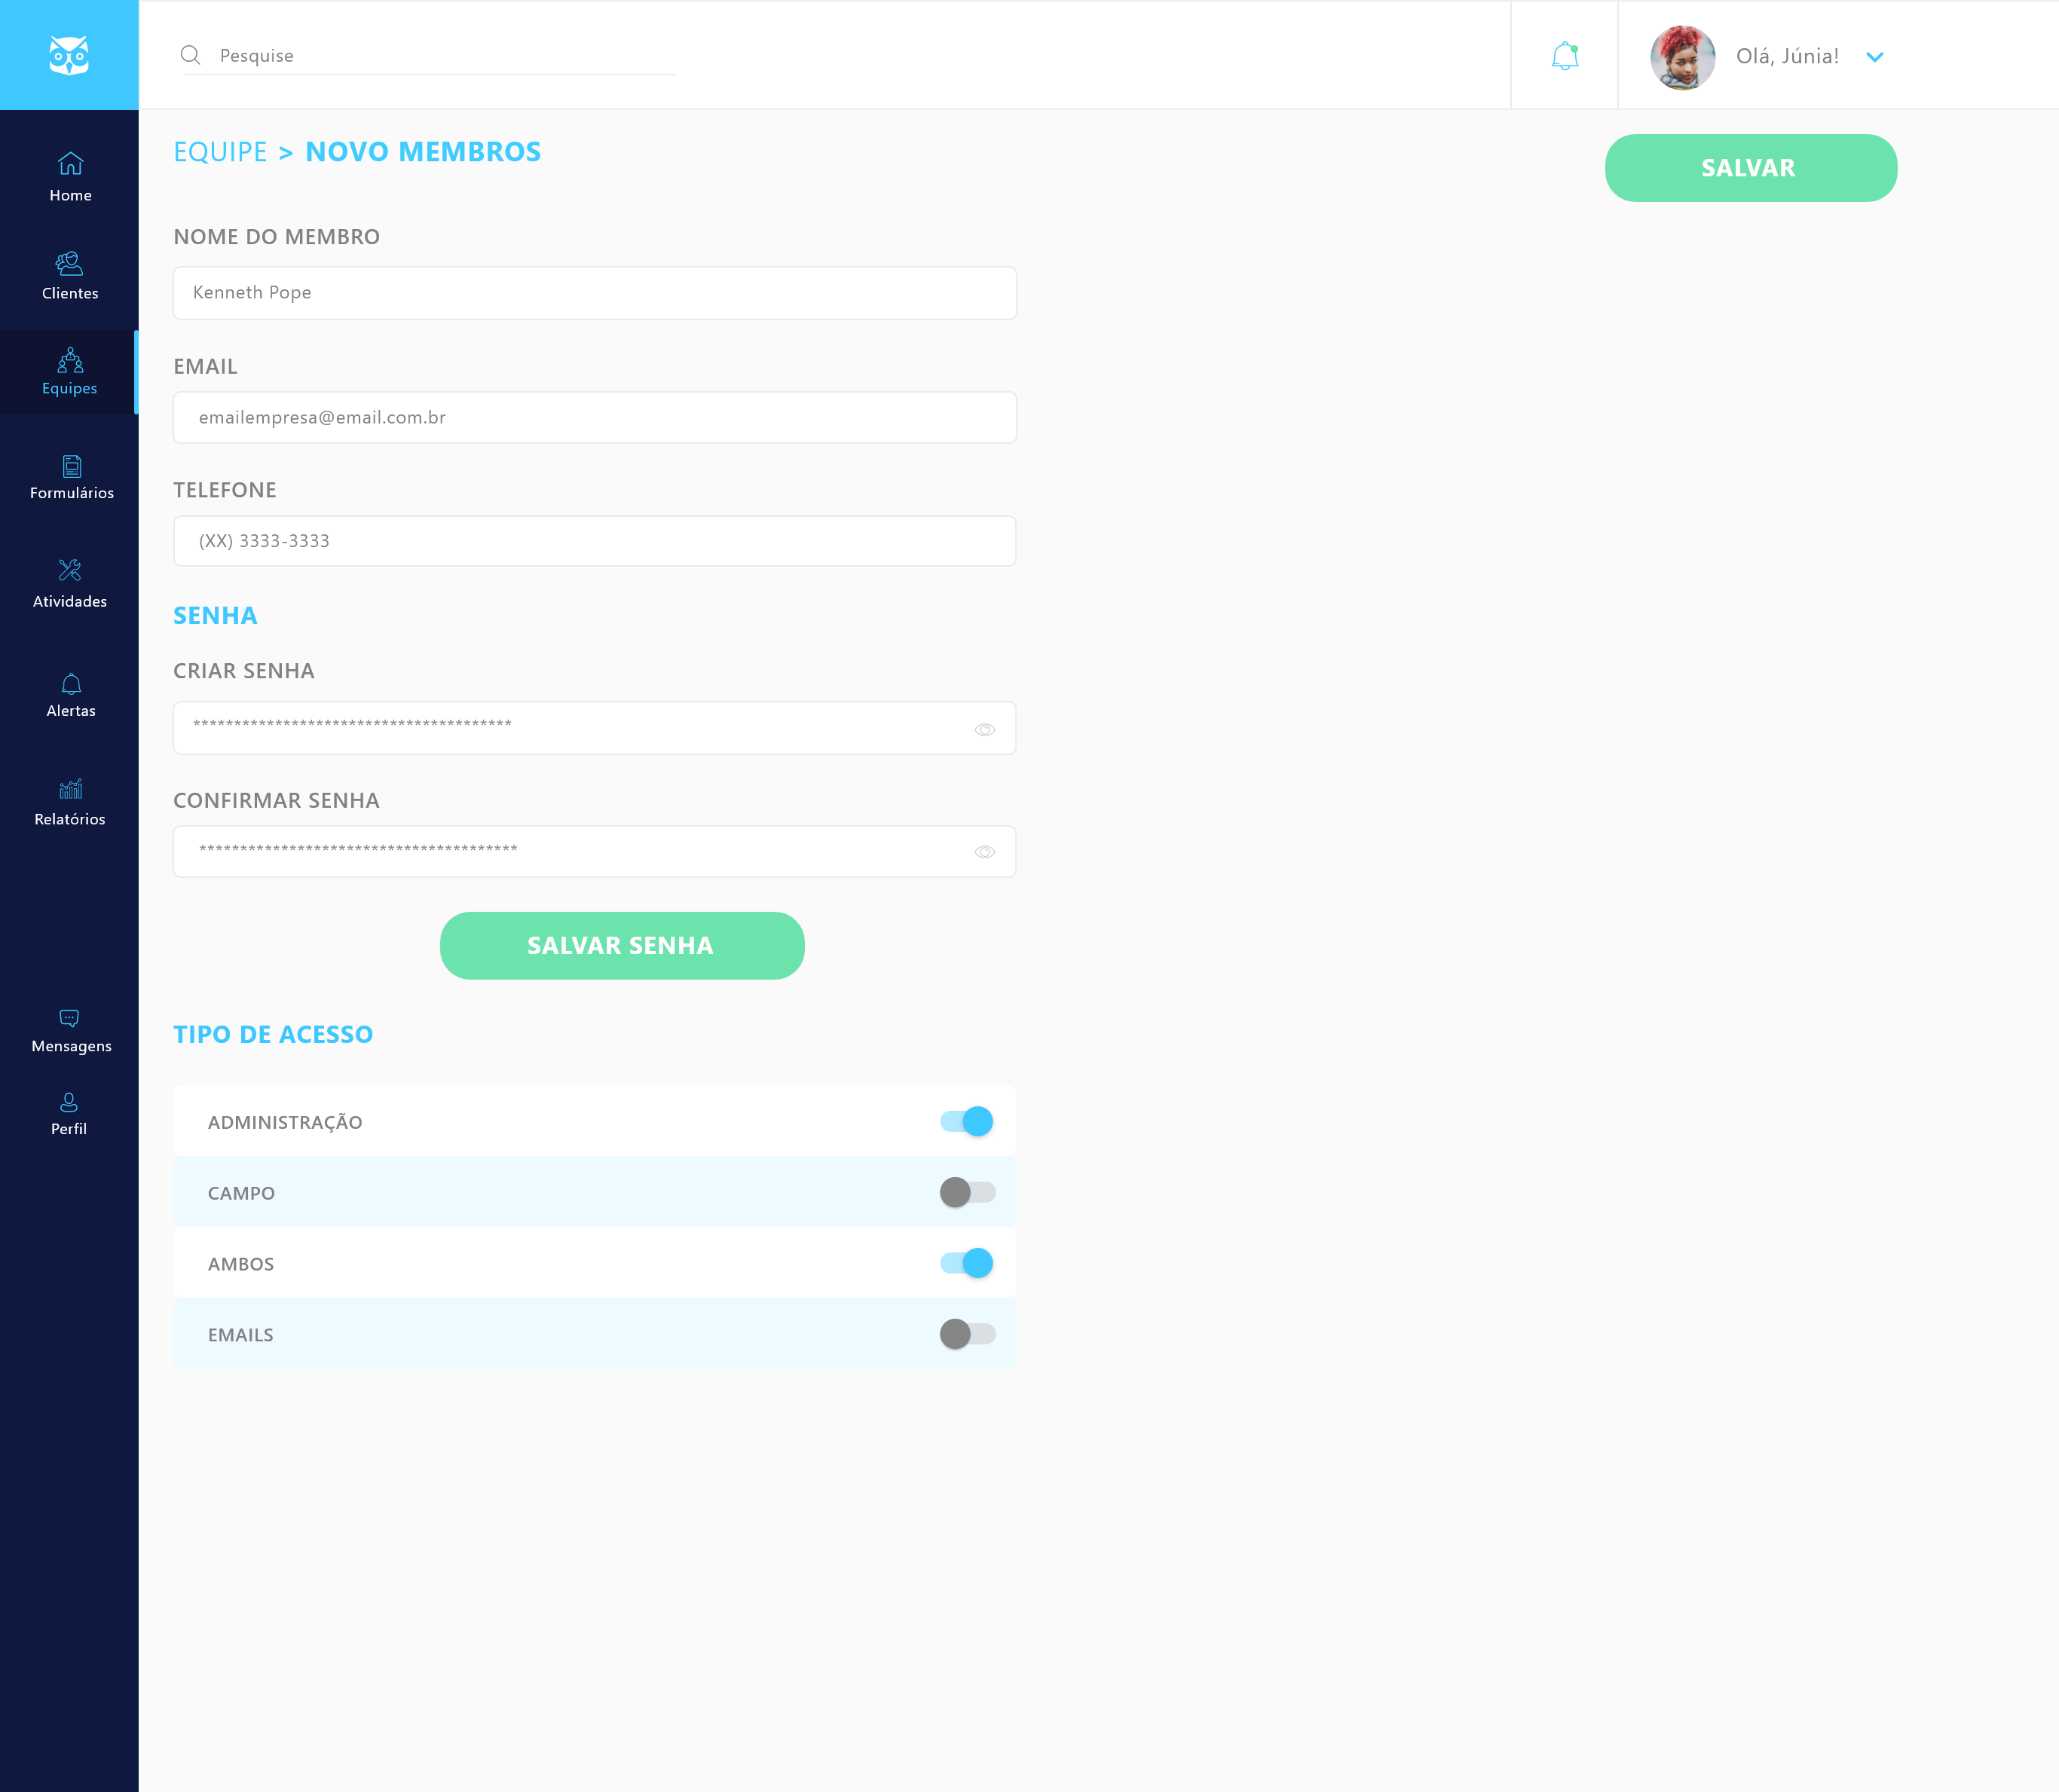 Pesquise
Olá, Júnia!
Home
Clientes
Equipes
Formulários
Atividades
Alertas
Relatórios
Mensagens
Perfil
EQUIPE > NOVO MEMBROS
SALVAR
NOME DO MEMBRO
Kenneth Pope
EMAIL
emailempresa@email.com.br
TELEFONE
(XX) 3333-3333
SENHA
CRIAR SENHA
***************************************
CONFIRMAR SENHA
***************************************
SALVAR SENHA
TIPO DE ACESSO
ADMINISTRAÇÃO
CAMPO
AMBOS
EMAILS